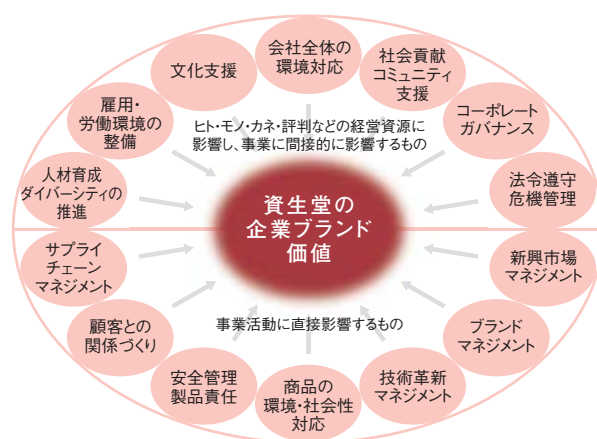 会社全体の
環境対応
文化支援
社会貢献
コミュニティ
支援
雇用・
労働環境の
整備
コーポレート
ガバナンス
ヒト・モノ・カネ・評判などの経営資源に
影響し、事業に間接的に影響するもの
人材育成
ダイバーシティの
推進
法令遵守
危機管理
資生堂の
企業ブランド
価値
サプライ
チェーン
マネジメント
新興市場
マネジメント
顧客との
関係づくり
事業活動に直接影響するもの
ブランド
マネジメント
安全管理
製品責任
商品の
環境・社会性
対応
技術革新
マネジメント